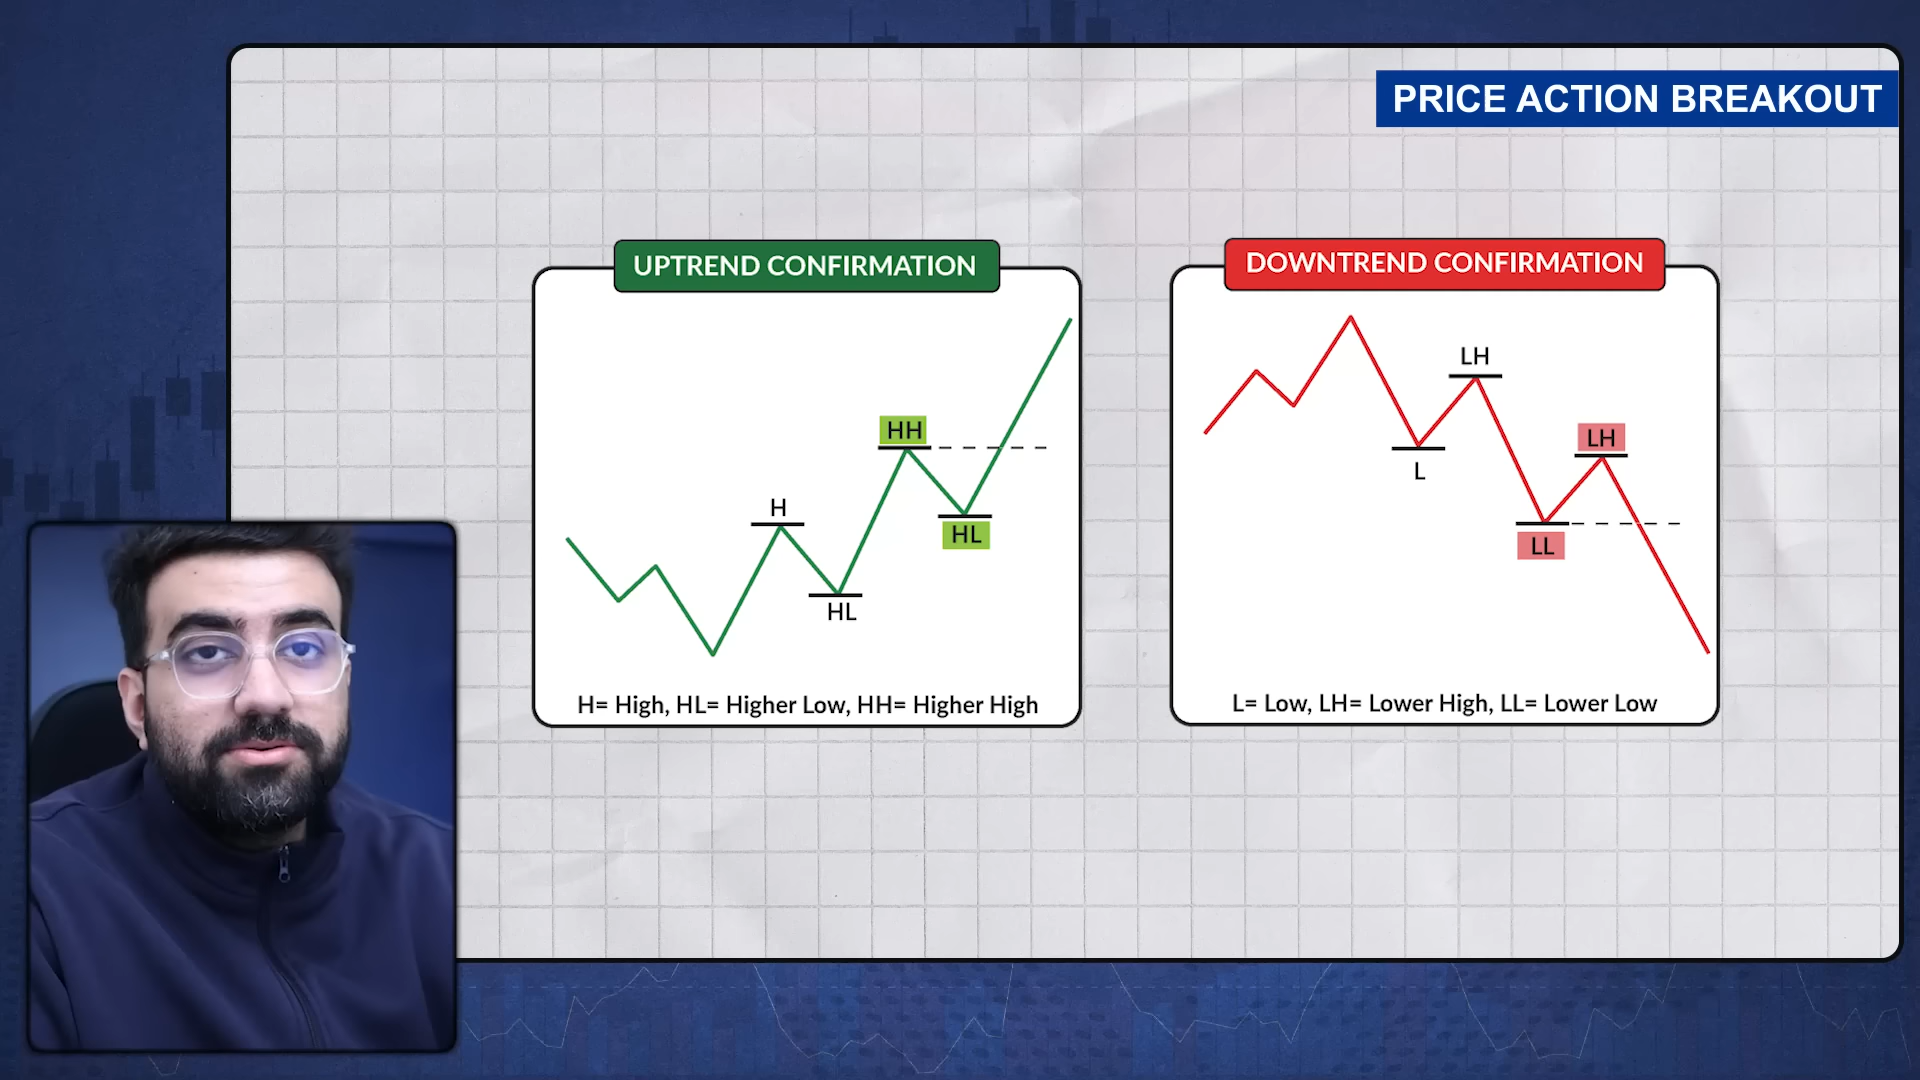 PRICE ACTION BREAKOUT
UPTREND CONFIRMATION
HH
H
HL
HL
H= High, HL= Higher Low, HH= Higher High
DOWNTREND CONFIRMATION
LH
LH
L
LL
L= Low, LH= Lower High, LL= Lower Low